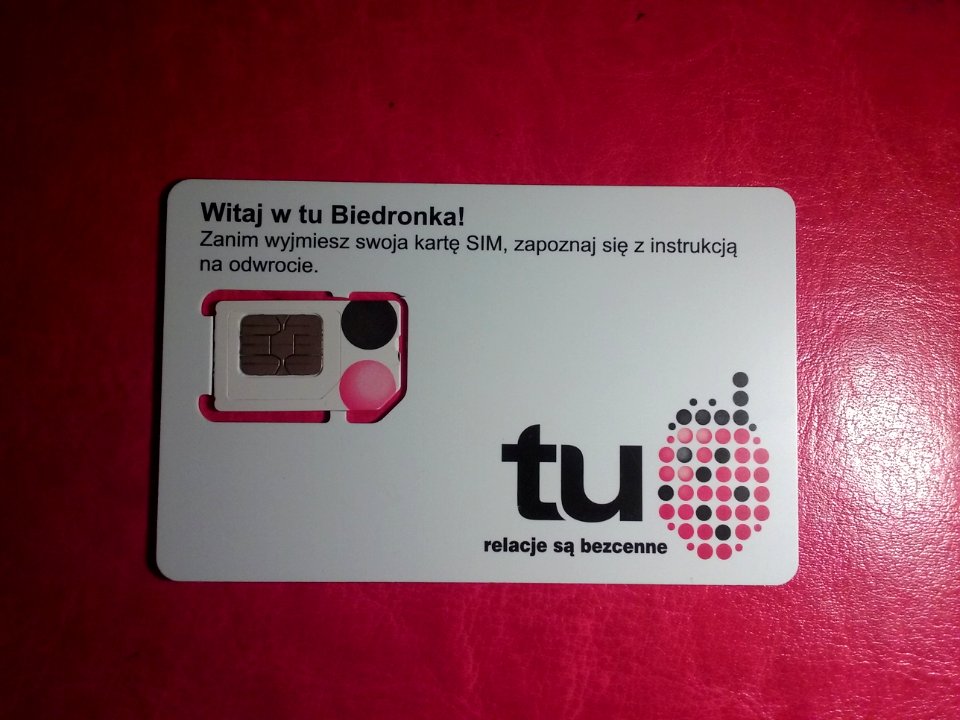 Witaj w tu Biedronka!
Zanim wyjmiesz swoja kartę SIM, zapoznaj się z instrukcją
na odwrocie.
tu
relacje są bezcenne